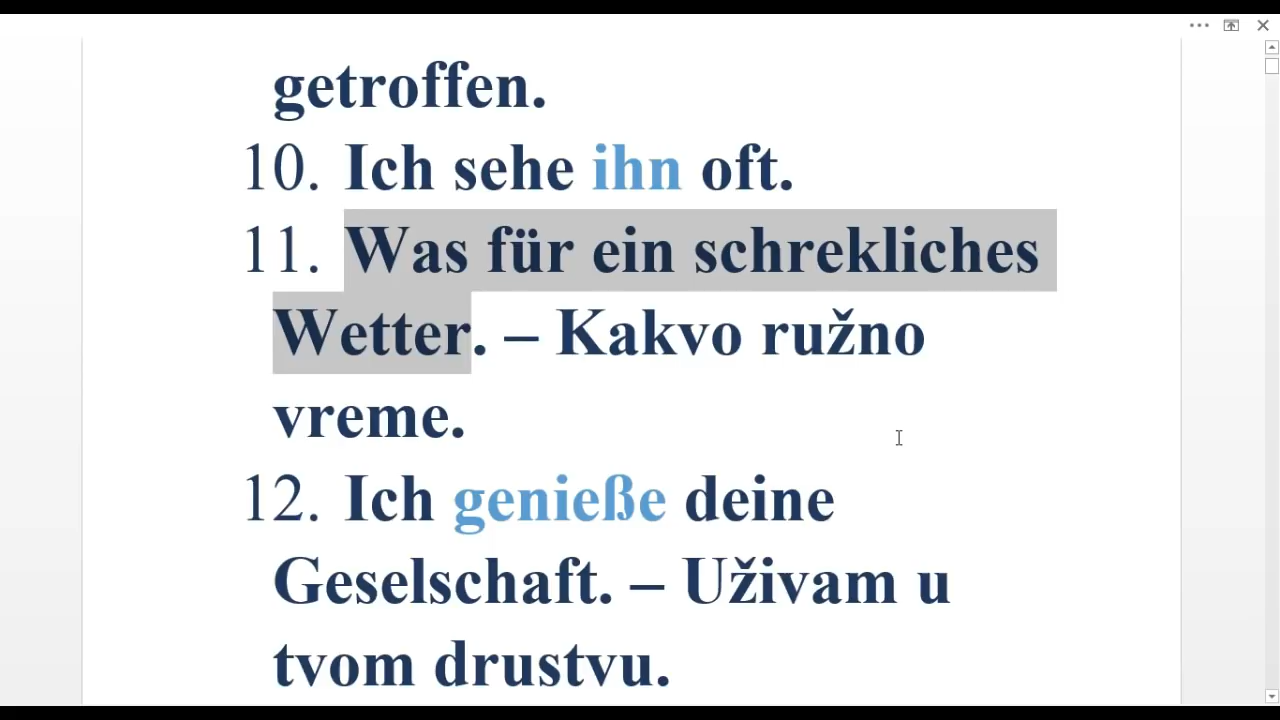 getroffen.
10. Ich sehe ihn oft.
11. Was für ein schrekliches
Wetter. – Kakvo ružno
vreme.
12. Ich genieße deine
Geselschaft. – Uživam u
tvom drustvu.